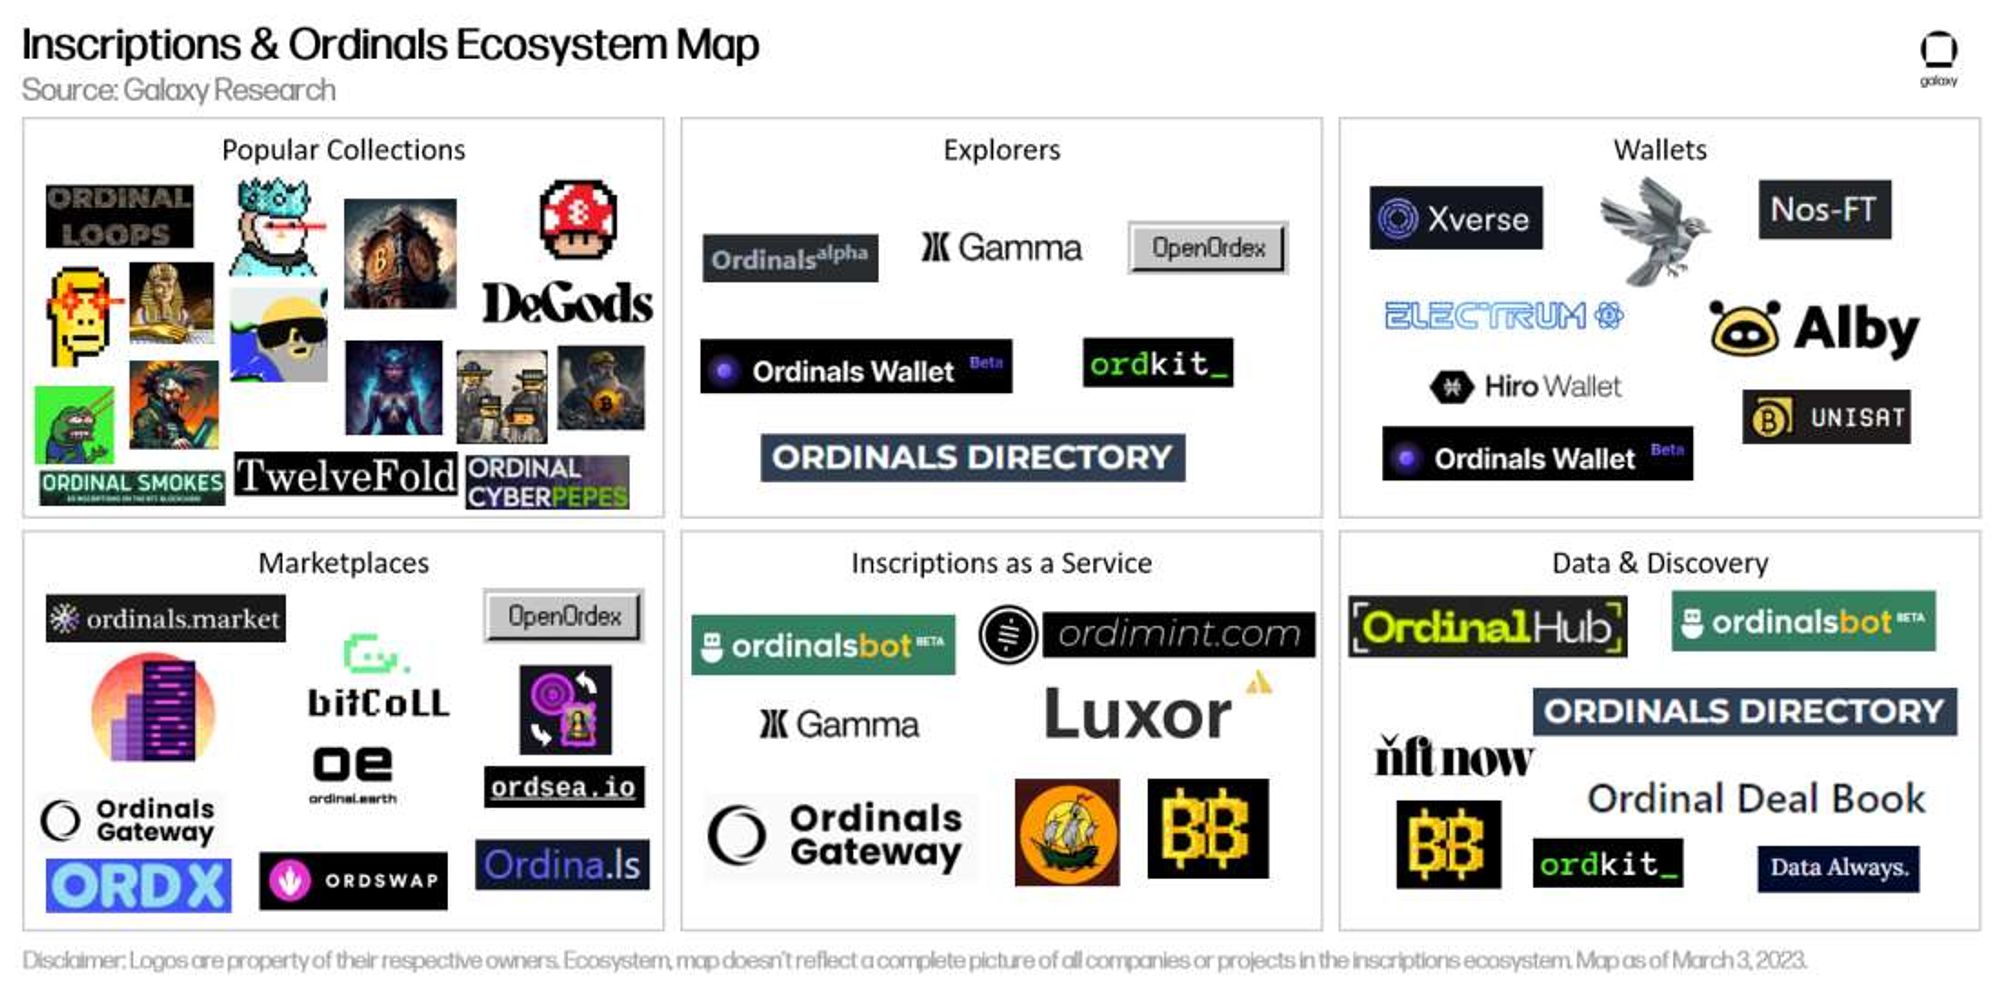 Inscriptions & Ordinals Ecosystem Map
Source: Galaxy Research
galaxy
Popular Collections
ORDINAL
LOOPS
DeGods
ORDINAL SMOKES
TwelveFold
ORDINAL
CYBERPEPES
Explorers
Ordinalsalpha
Gamma
OpenOrdex
Ordinals Wallet Beta
ordkit_
ORDINALS DIRECTORY
Wallets
Xverse
Nos-FT
ELECTRUM
Alby
Hiro Wallet
UNISAT
Ordinals Wallet Beta
Marketplaces
ordinals.market
OpenOrdex
bitCoLL
oe
ordinal.earth
ordsea.io
Ordinals
Gateway
ORDX
ORDSWAP
Ordina.ls
Inscriptions as a Service
ordinalsbot BETA
ordimint.com
Gamma
Luxor
Ordinals
Gateway
BB
Data & Discovery
[OrdinalHub]
ordinalsbot BETA
ORDINALS DIRECTORY
nft now
Ordinal Deal Book
BB
ordkit_
Data Always.
Disclaimer: Logos are property of their respective owners. Ecosystem, map doesn't reflect a complete picture of all companies or projects in the inscriptions ecosystem. Map as of March 3, 2023.